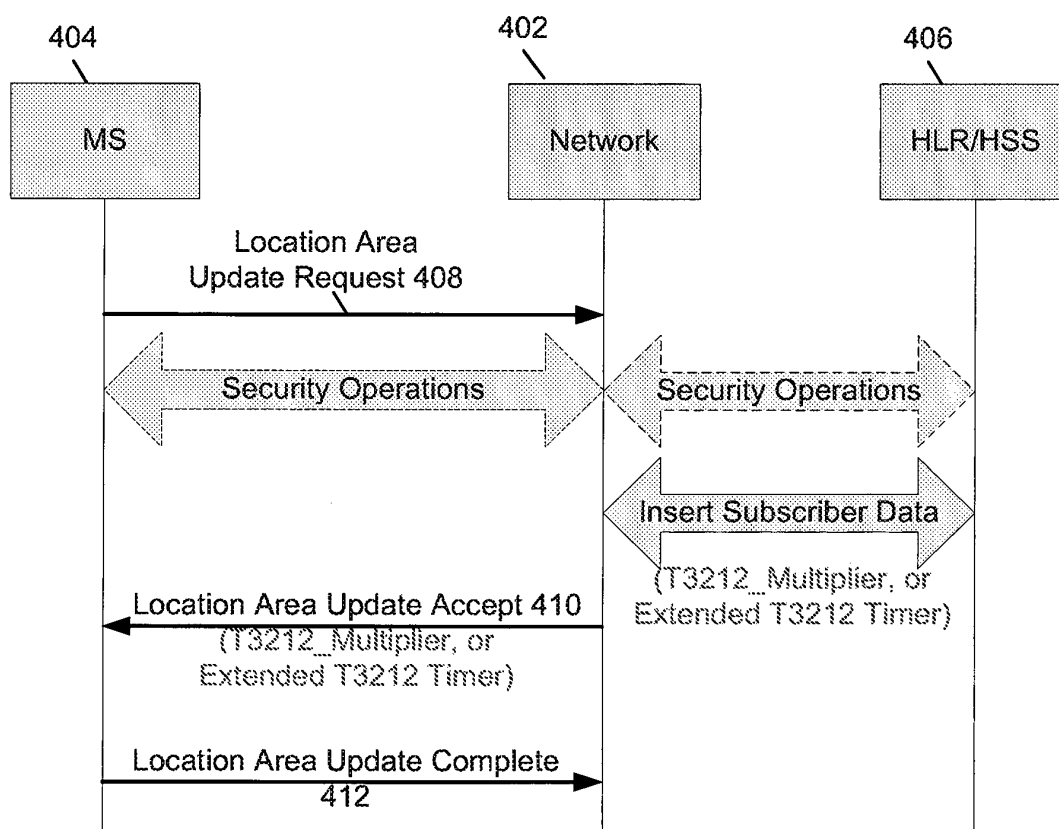 404
402
406
MS
Network
HLR/HSS
Location Area
Update Request 408
Security Operations
Security Operations
Insert Subscriber Data
(T3212_Multiplier, or
Extended T3212 Timer)
Location Area Update Accept 410
(T3212_Multiplier, or
Extended T3212 Timer)
Location Area Update Complete
412